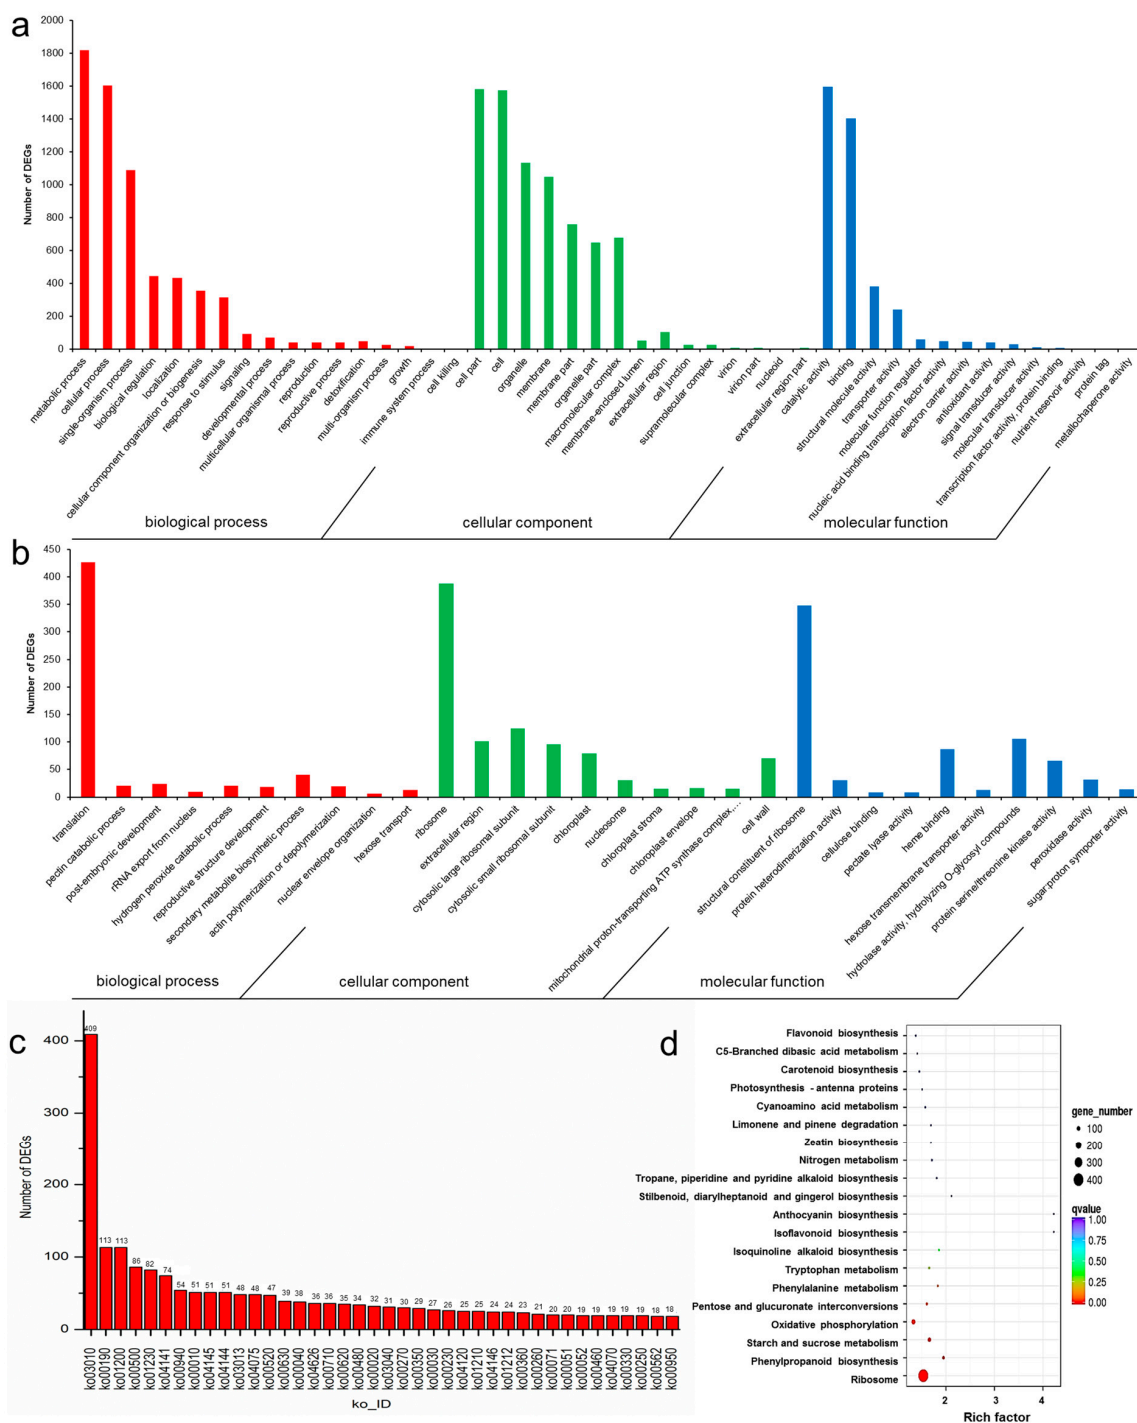 a
2000
1800
1600
1400
1200
1000
800
600
400
200
0
Number of DEGs
metabolic process
cellular process
single-organism process
biological regulation
localization
cellular component organization or biogenesis
response to stimulus
signaling
developmental process
multicellular organismal process
reproduction
reproductive process
detoxification
multi-organism process
growth
immune system process
cell killing
cell part
cell
organelle
membrane
membrane part
organelle part
macromolecular complex
membrane-enclosed lumen
extracellular region
cell junction
supramolecular complex
virion
virion part
nucleoid
extracellular region part
catalytic activity
binding
structural molecule activity
transporter activity
molecular function regulator
nucleic acid binding transcription factor activity
electron carrier activity
antioxidant activity
signal transducer activity
molecular transducer activity
transcription factor activity, protein binding
nutrient reservoir activity
protein tag
metallochaperone activity
biological process
cellular component
molecular function
b
450
400
350
300
250
200
150
100
50
0
Number of DEGs
translation
pectin catabolic process
post-embryonic development
rRNA export from nucleus
hydrogen peroxide catabolic process
reproductive structure development
secondary metabolite biosynthetic process
actin polymerization or depolymerization
nuclear envelope organization
hexose transport
ribosome
extracellular region
cytosolic large ribosomal subunit
cytosolic small ribosomal subunit
chloroplast
nucleosome
chloroplast stroma
chloroplast envelope
mitochondrial proton-transporting ATP synthase complex,…
cell wall
structural constituent of ribosome
protein heterodimerization activity
cellulose binding
pectate lyase activity
heme binding
hexose transmembrane transporter activity
hydrolase activity, hydrolyzing O-glycosyl compounds
protein serine/threonine kinase activity
peroxidase activity
sugar:proton symporter activity
biological process
cellular component
molecular function
c
400
300
200
100
0
Number of DEGs
409
113
113
86
82
74
54
51
51
51
48
48
47
39
38
36
36
35
34
32
31
30
29
27
26
25
25
24
24
23
21
20
20
19
19
19
19
19
18
18
ko03010
ko00190
ko01200
ko00500
ko01230
ko04141
ko00940
ko00010
ko04145
ko04144
ko03013
ko04075
ko00520
ko00630
ko00040
ko04626
ko00710
ko00620
ko00480
ko00020
ko03040
ko00270
ko00350
ko00030
ko00230
ko04120
ko01210
ko04146
ko01212
ko00360
ko00260
ko00071
ko00051
ko00052
ko00460
ko04070
ko00330
ko00250
ko00562
ko00950
ko_ID
d
Flavonoid biosynthesis
C5-Branched dibasic acid metabolism
Carotenoid biosynthesis
Photosynthesis - antenna proteins
Cyanoamino acid metabolism
Limonene and pinene degradation
Zeatin biosynthesis
Nitrogen metabolism
Tropane, piperidine and pyridine alkaloid biosynthesis
Stilbenoid, diarylheptanoid and gingerol biosynthesis
Anthocyanin biosynthesis
Isoflavonoid biosynthesis
Isoquinoline alkaloid biosynthesis
Tryptophan metabolism
Phenylalanine metabolism
Pentose and glucuronate interconversions
Oxidative phosphorylation
Starch and sucrose metabolism
Phenylpropanoid biosynthesis
Ribosome
2
3
4
Rich factor
gene_number
100
200
300
400
qvalue
1.00
0.75
0.50
0.25
0.00